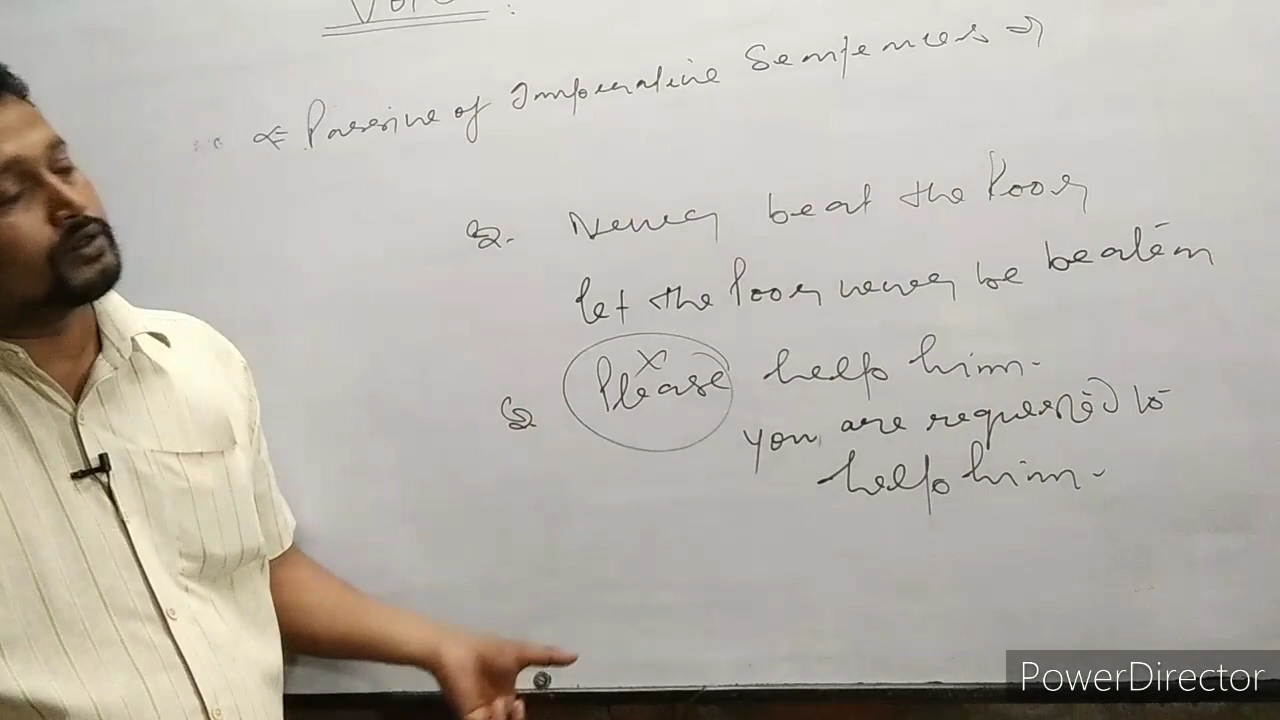 Passive of Imperative Sentences ⇒
Q. Never beat the Poor
let the Poor never be beaten
Q Please help him.
you are requested to
help him.
PowerDirector